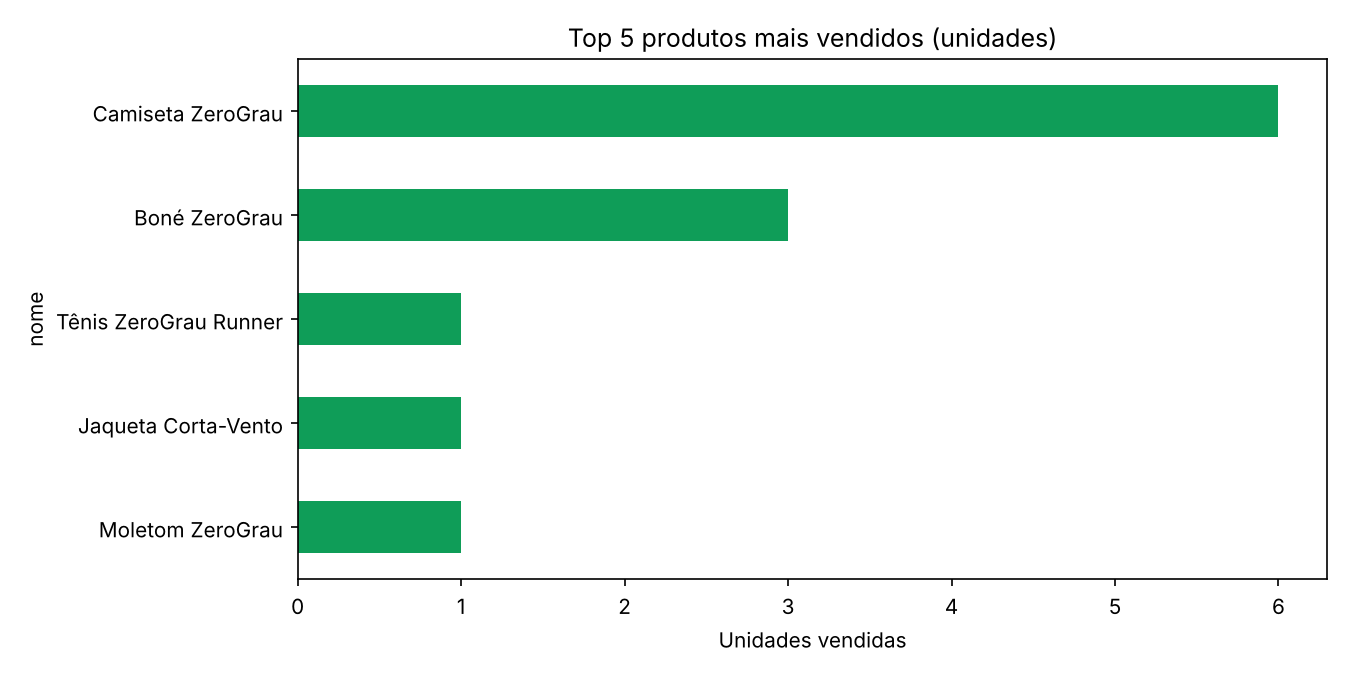 Top 5 produtos mais vendidos (unidades)
Camiseta ZeroGrau
Boné ZeroGrau
Tênis ZeroGrau Runner
Jaqueta Corta-Vento
Moletom ZeroGrau
nome
0 1 2 3 4 5 6
Unidades vendidas